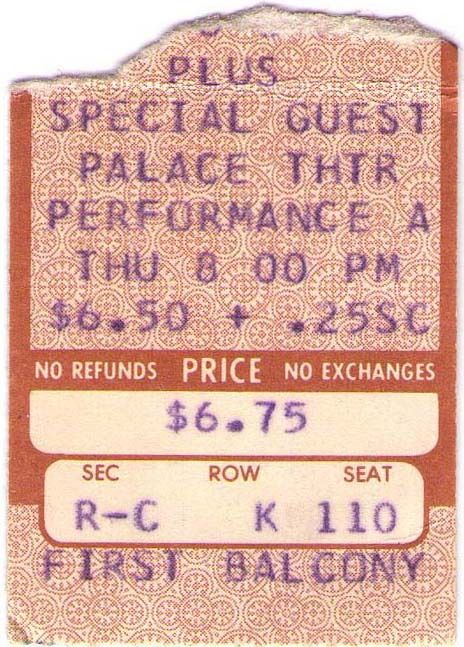 PLUS
SPECIAL GUEST
PALACE THTR
PERFORMANCE A
THU 8 00 PM
$6.50 + .25SC
NO REFUNDS PRICE NO EXCHANGES
$6.75
SEC ROW SEAT
R-C K 110
FIRST BALCONY